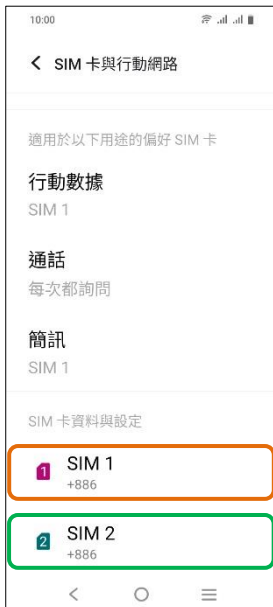 10:00
SIM 卡與行動網路
適用於以下用途的偏好 SIM 卡
行動數據
SIM 1
通話
每次都詢問
簡訊
SIM 1
SIM 卡資料與設定
1 SIM 1
+886
2 SIM 2
+886